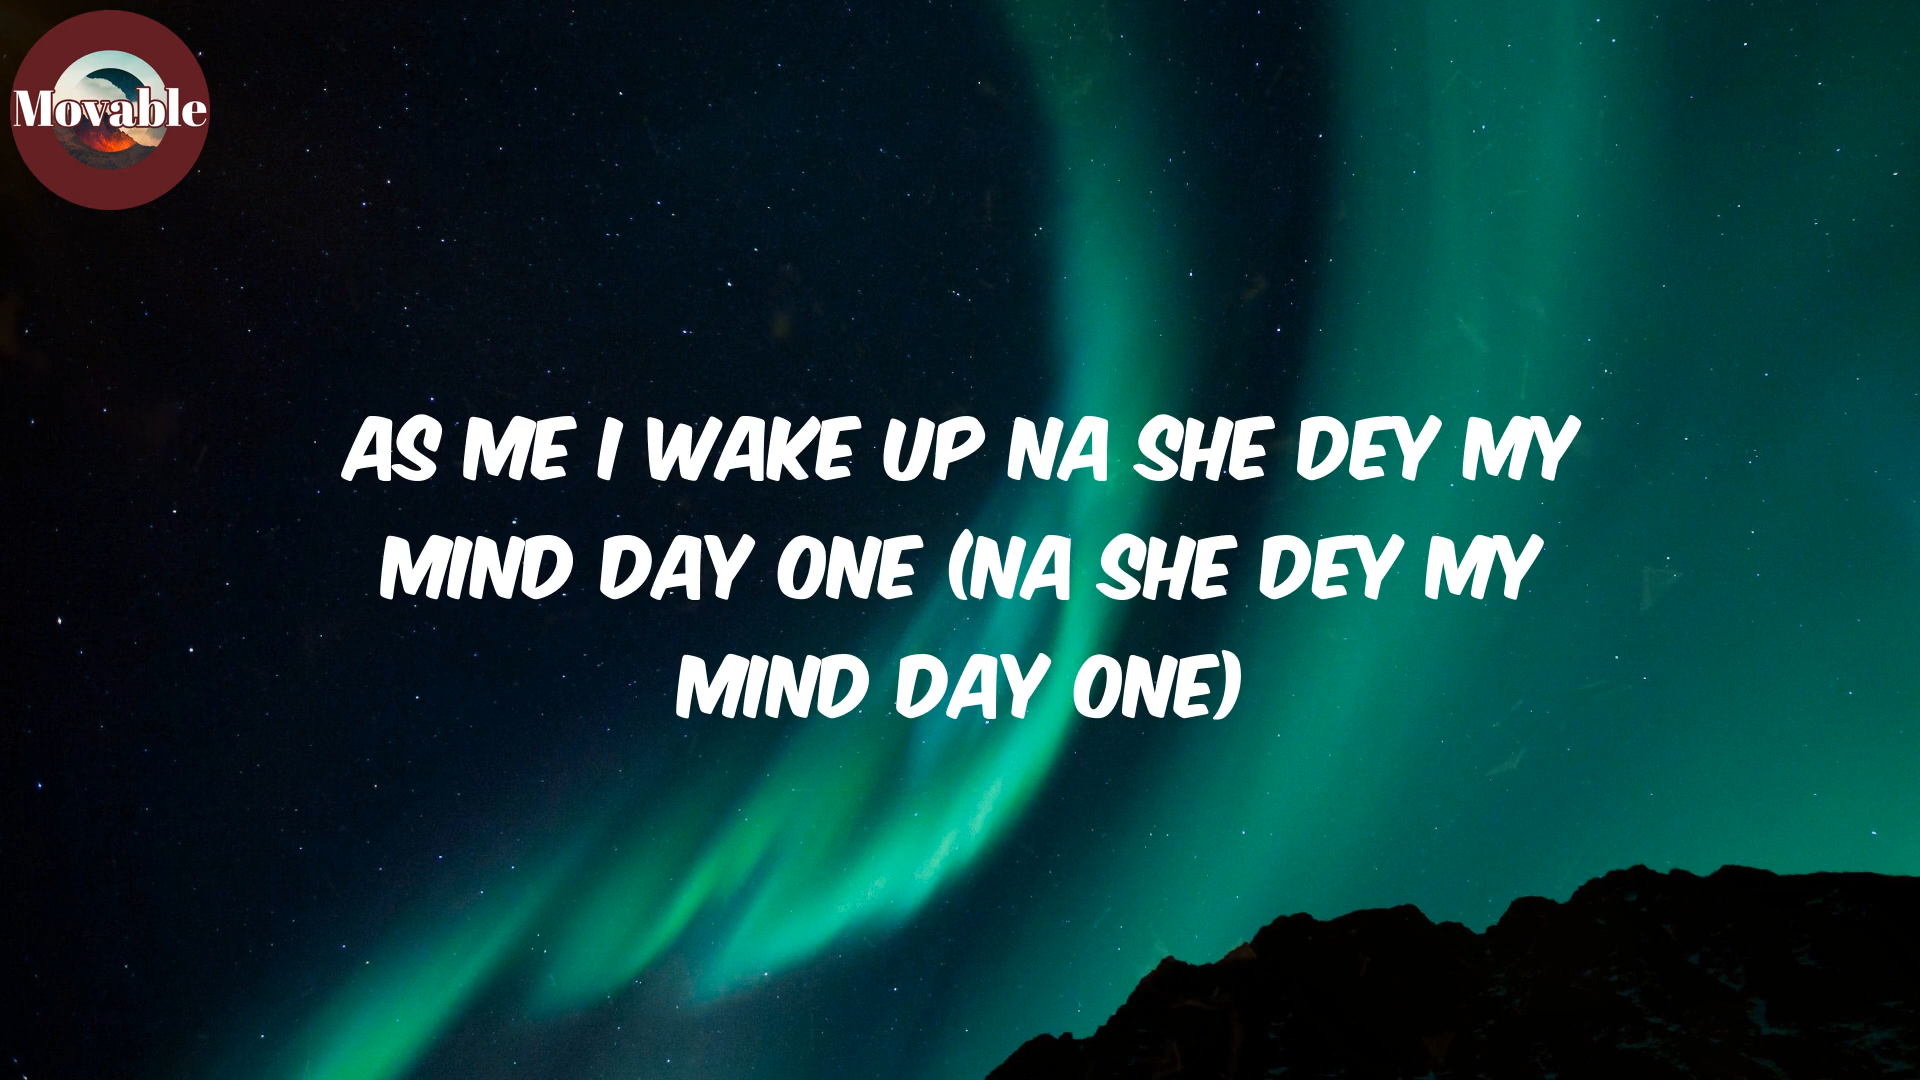 Movable
AS ME I WAKE UP NA SHE DEY MY
MIND DAY ONE (NA SHE DEY MY
MIND DAY ONE)